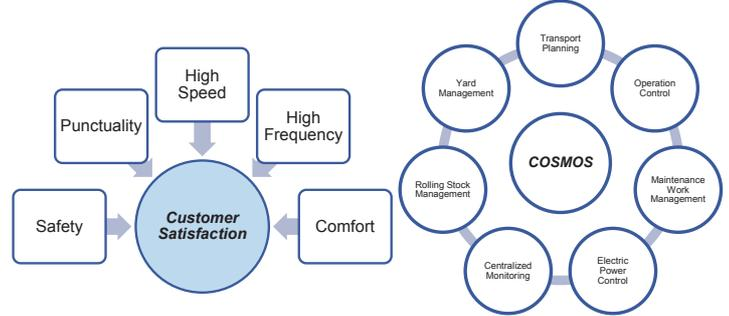 High
Speed
Punctuality
High
Frequency
Safety
Customer
Satisfaction
Comfort
Transport
Planning
Yard
Management
Operation
Control
COSMOS
Rolling Stock
Management
Maintenance
Work
Management
Centralized
Monitoring
Electric
Power
Control